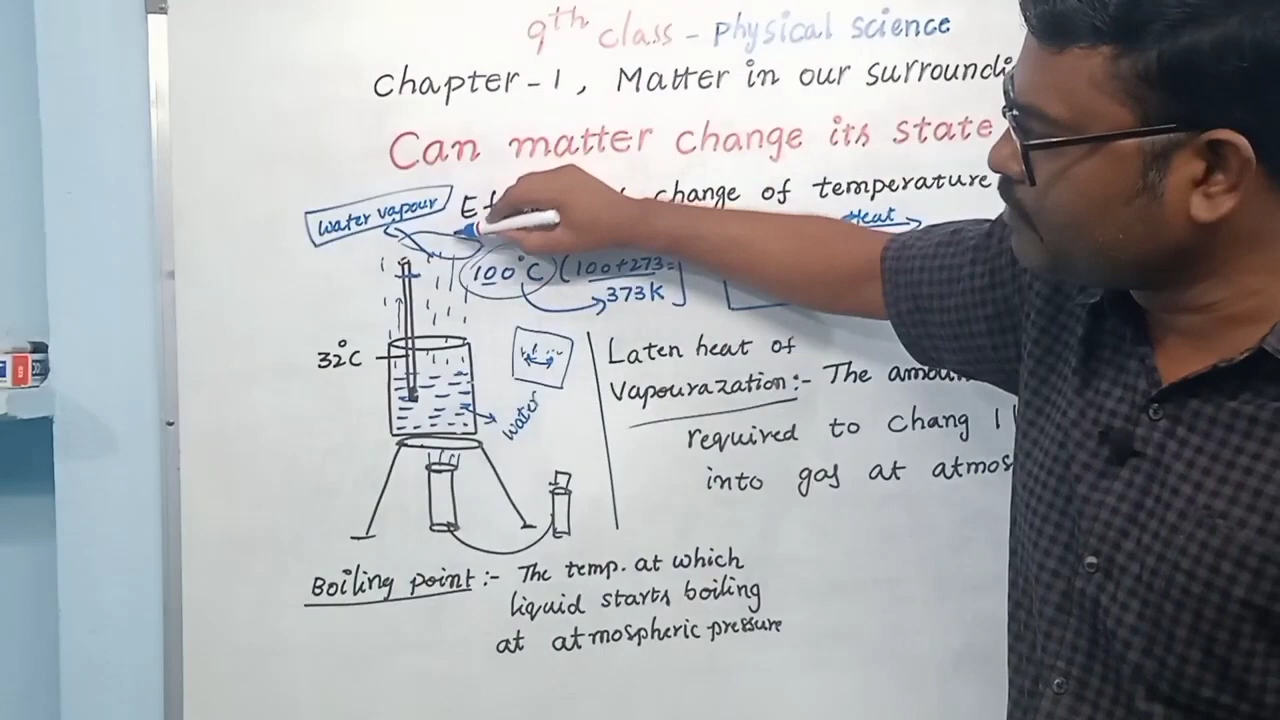 9th class - physical science
Chapter-1, Matter in our surroundi
Can matter change its state
change of temperature
Heat
water vapour
100°C (100+273=
373K
32°C
water
Laten heat of
Vapourazation:- The amoun
required to chang 1
into gas at atmos
Boiling point:- The temp. at which
liquid starts boiling
at atmospheric pressure